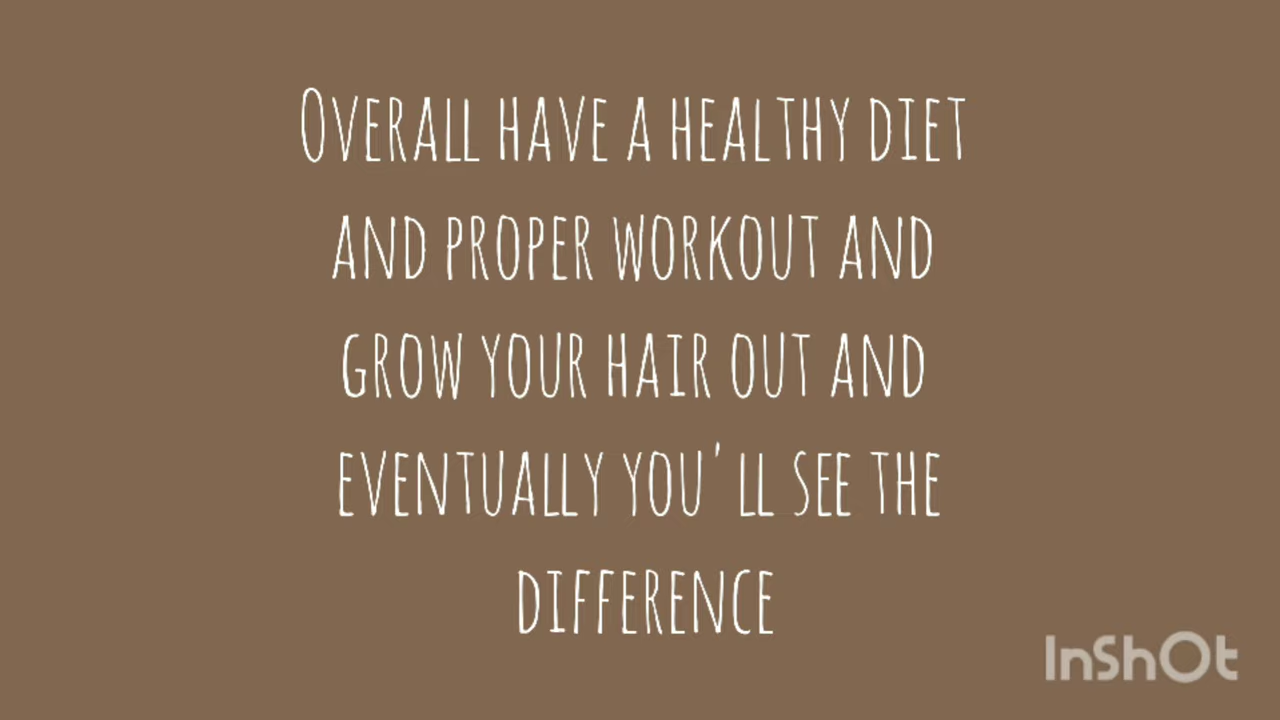 Overall have a healthy diet
and proper workout and
grow your hair out and
eventually you'll see the
difference
InShOt